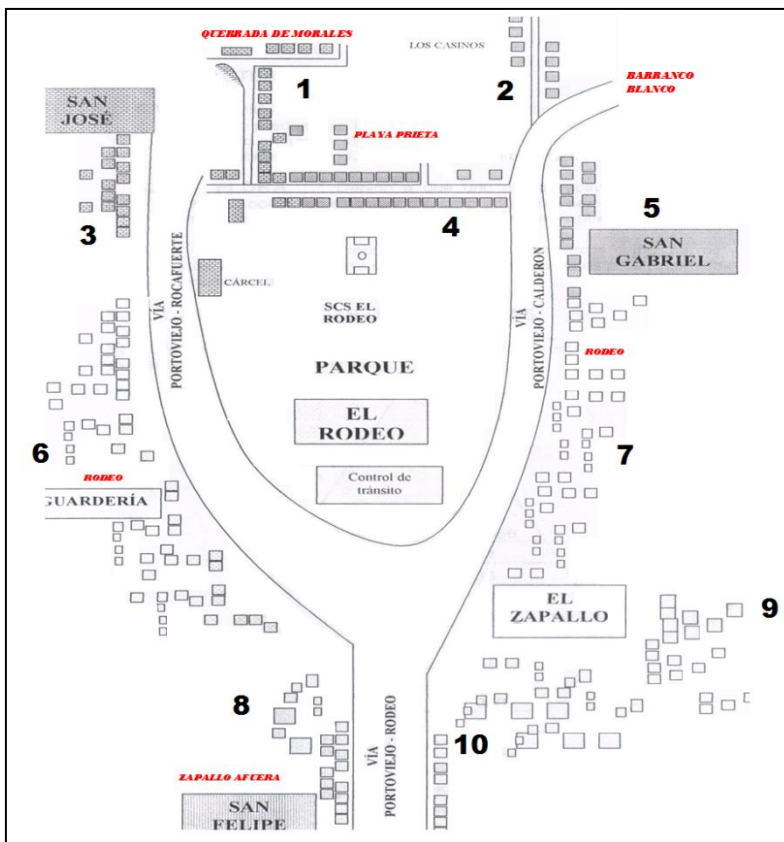 QUEBRADA DE MORALES
LOS CASINOS
1
2
BARRANCO
BLANCO
SAN
JOSÉ
PLAYA PRIETA
3
4
5
SAN
GABRIEL
CÁRCEL
VÍA
PORTOVIEJO - ROCAFUERTE
SCS EL
RODEO
VÍA
PORTOVIEJO - CALDERON
PARQUE
RODEO
EL
RODEO
6
7
RODEO
GUARDERÍA
Control de
tránsito
EL
ZAPALLO
9
8
10
VÍA
PORTOVIEJO - RODEO
ZAPALLO AFUERA
SAN
FELIPE